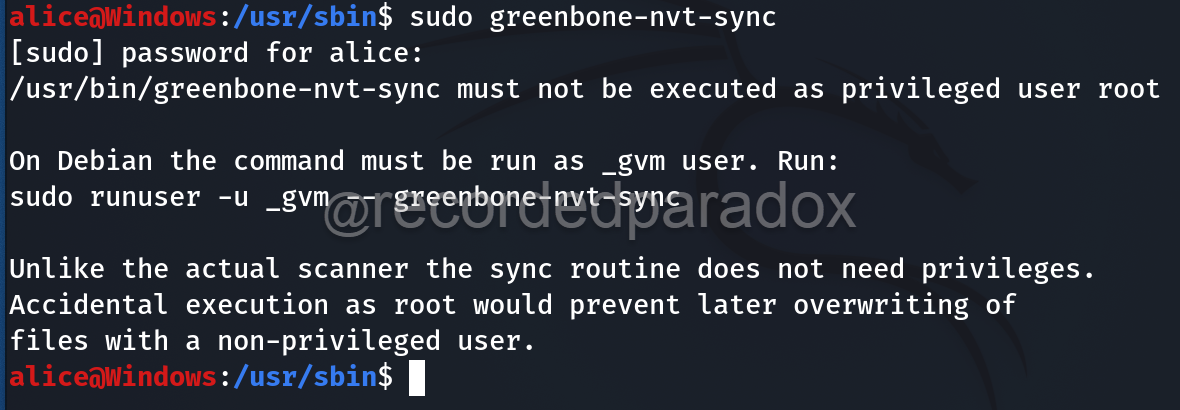 alice@Windows:/usr/sbin$ sudo greenbone-nvt-sync
[sudo] password for alice:
/usr/bin/greenbone-nvt-sync must not be executed as privileged user root
On Debian the command must be run as _gvm user. Run:
sudo runuser -u _gvm -- greenbone-nvt-sync
@recordedparadox
Unlike the actual scanner the sync routine does not need privileges.
Accidental execution as root would prevent later overwriting of
files with a non-privileged user.
alice@Windows:/usr/sbin$